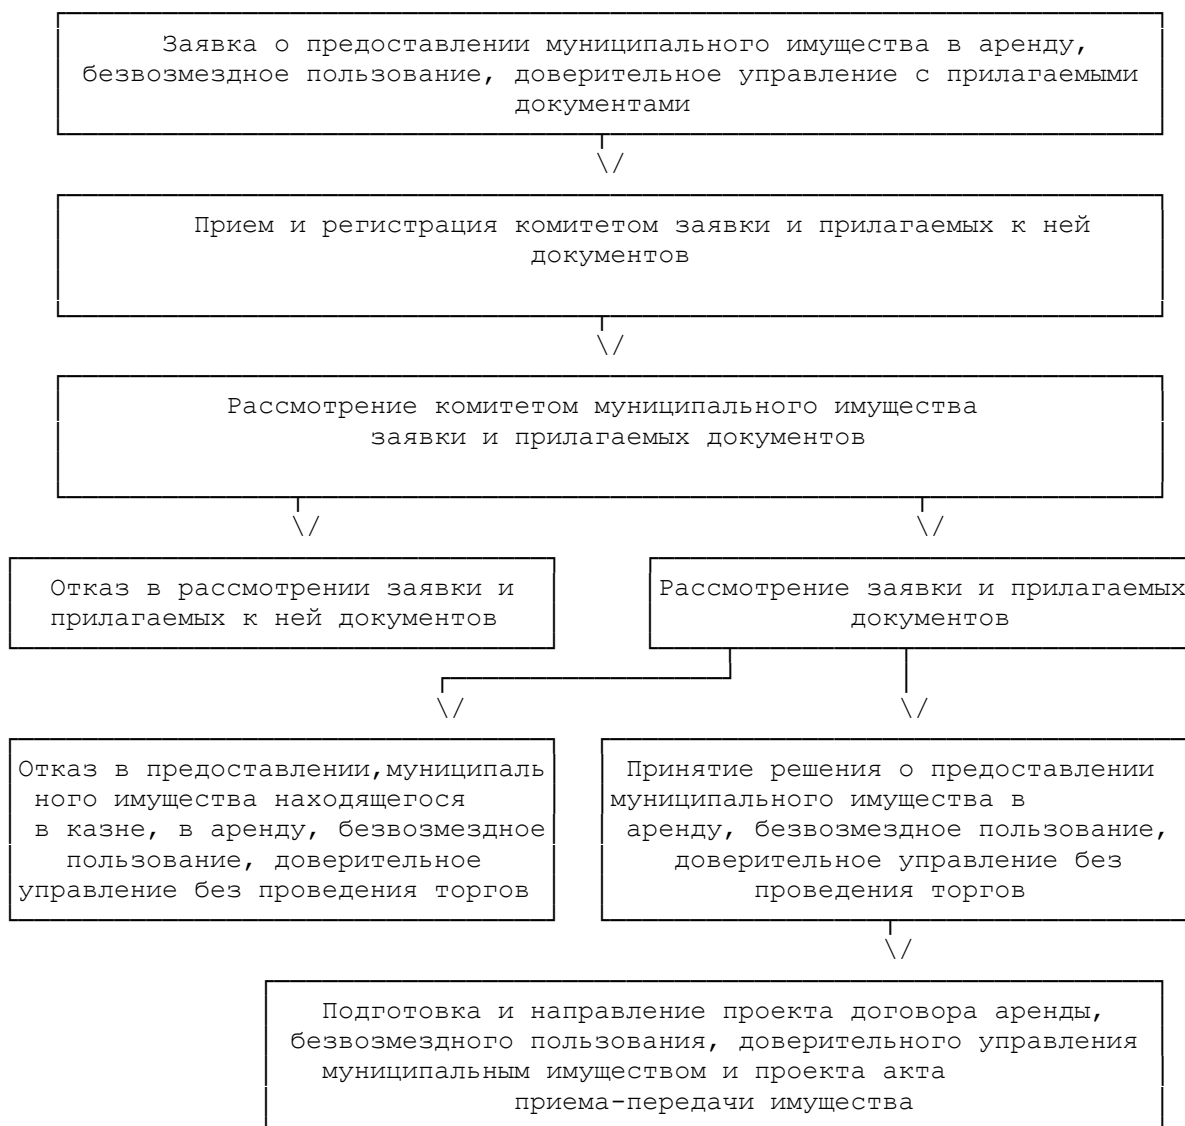 Заявка о предоставлении муниципального имущества в аренду,
безвозмездное пользование, доверительное управление с прилагаемыми
документами
\/
Прием и регистрация комитетом заявки и прилагаемых к ней
документов
\/
Рассмотрение комитетом муниципального имущества
заявки и прилагаемых документов
\/
\/
Отказ в рассмотрении заявки и
прилагаемых к ней документов
Рассмотрение заявки и прилагаемых
документов
\/
\/
Отказ в предоставлении,муниципаль
ного имущества находящегося
в казне, в аренду, безвозмездное
пользование, доверительное
управление без проведения торгов
Принятие решения о предоставлении
муниципального имущества в
аренду, безвозмездное пользование,
доверительное управление без
проведения торгов
\/
Подготовка и направление проекта договора аренды,
безвозмездного пользования, доверительного управления
муниципальным имуществом и проекта акта
приема-передачи имущества